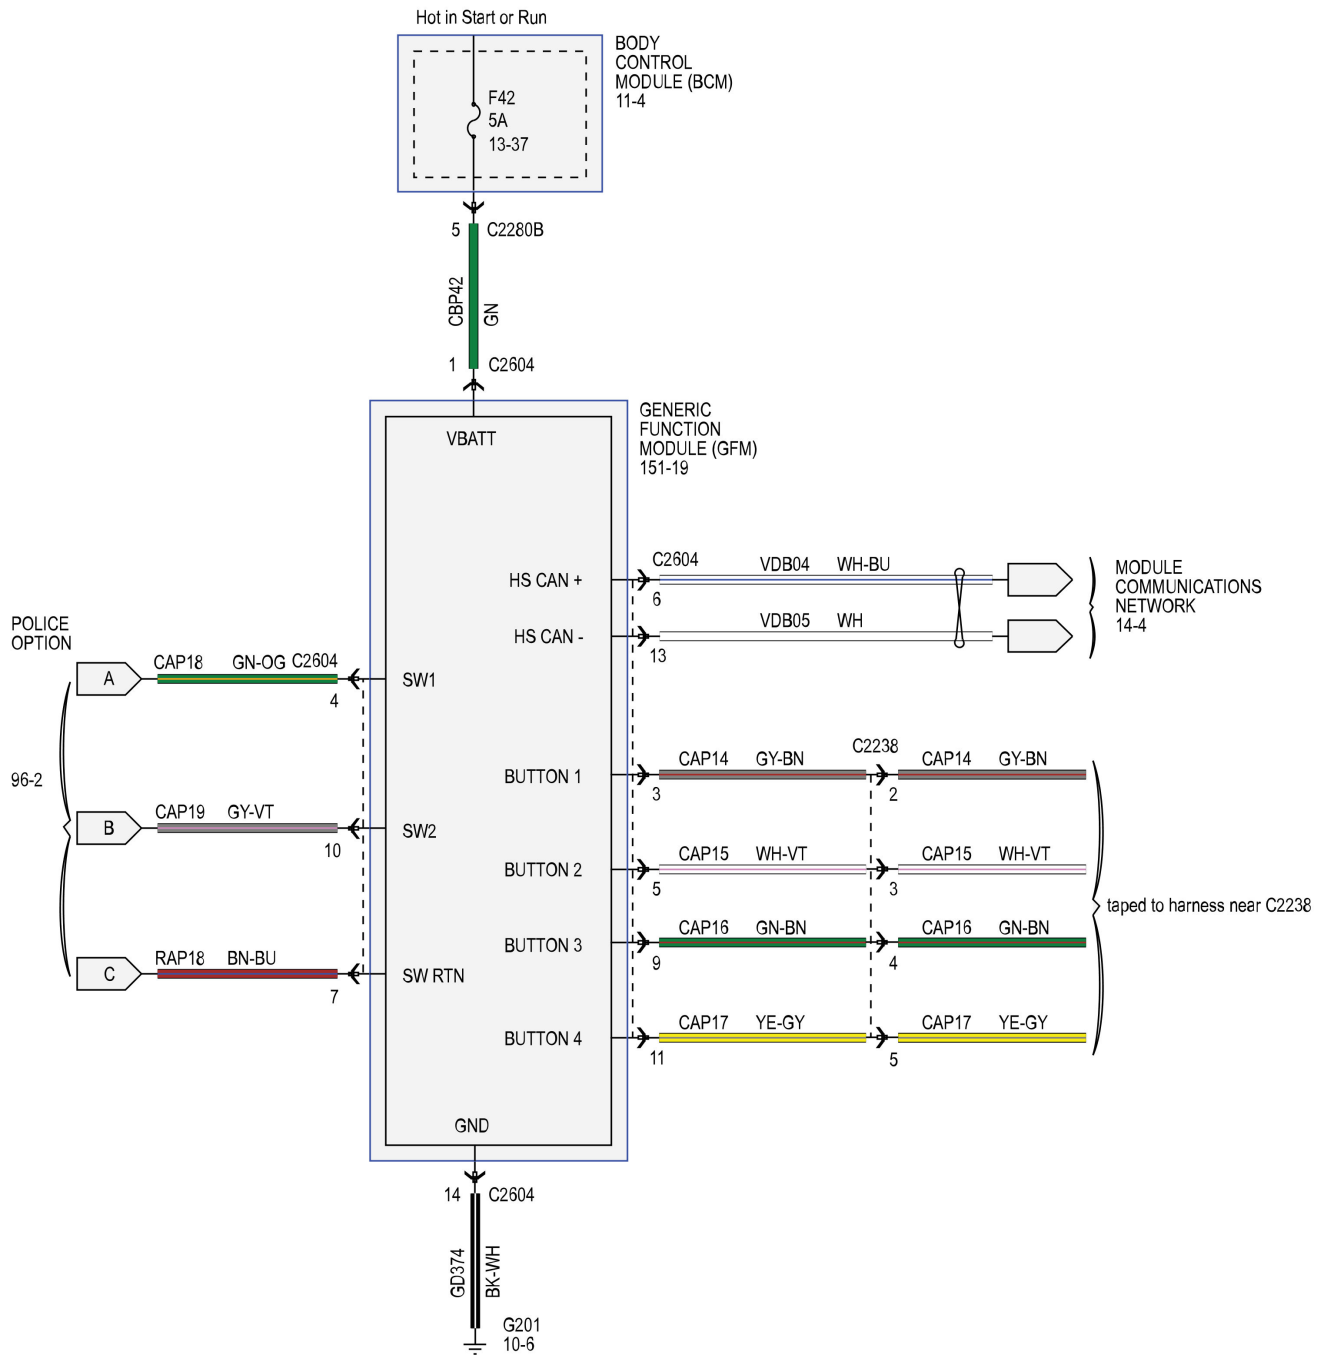 Hot in Start or Run
BODY
CONTROL
MODULE (BCM)
11-4
F42
5A
13-37
5 C2280B
CBP42
GN
1 C2604
GENERIC
FUNCTION
MODULE (GFM)
151-19
VBATT
HS CAN +
C2604
6
VDB04 WH-BU
HS CAN -
13
VDB05 WH
MODULE
COMMUNICATIONS
NETWORK
14-4
POLICE
OPTION
96-2
A
CAP18 GN-OG C2604
4
SW1
B
CAP19 GY-VT
10
SW2
C
RAP18 BN-BU
7
SW RTN
BUTTON 1
CAP14 GY-BN
3
C2238
2
CAP14 GY-BN
BUTTON 2
CAP15 WH-VT
5
3
CAP15 WH-VT
BUTTON 3
CAP16 GN-BN
9
4
CAP16 GN-BN
BUTTON 4
CAP17 YE-GY
11
5
CAP17 YE-GY
taped to harness near C2238
GND
14 C2604
GD374
BK-WH
G201
10-6